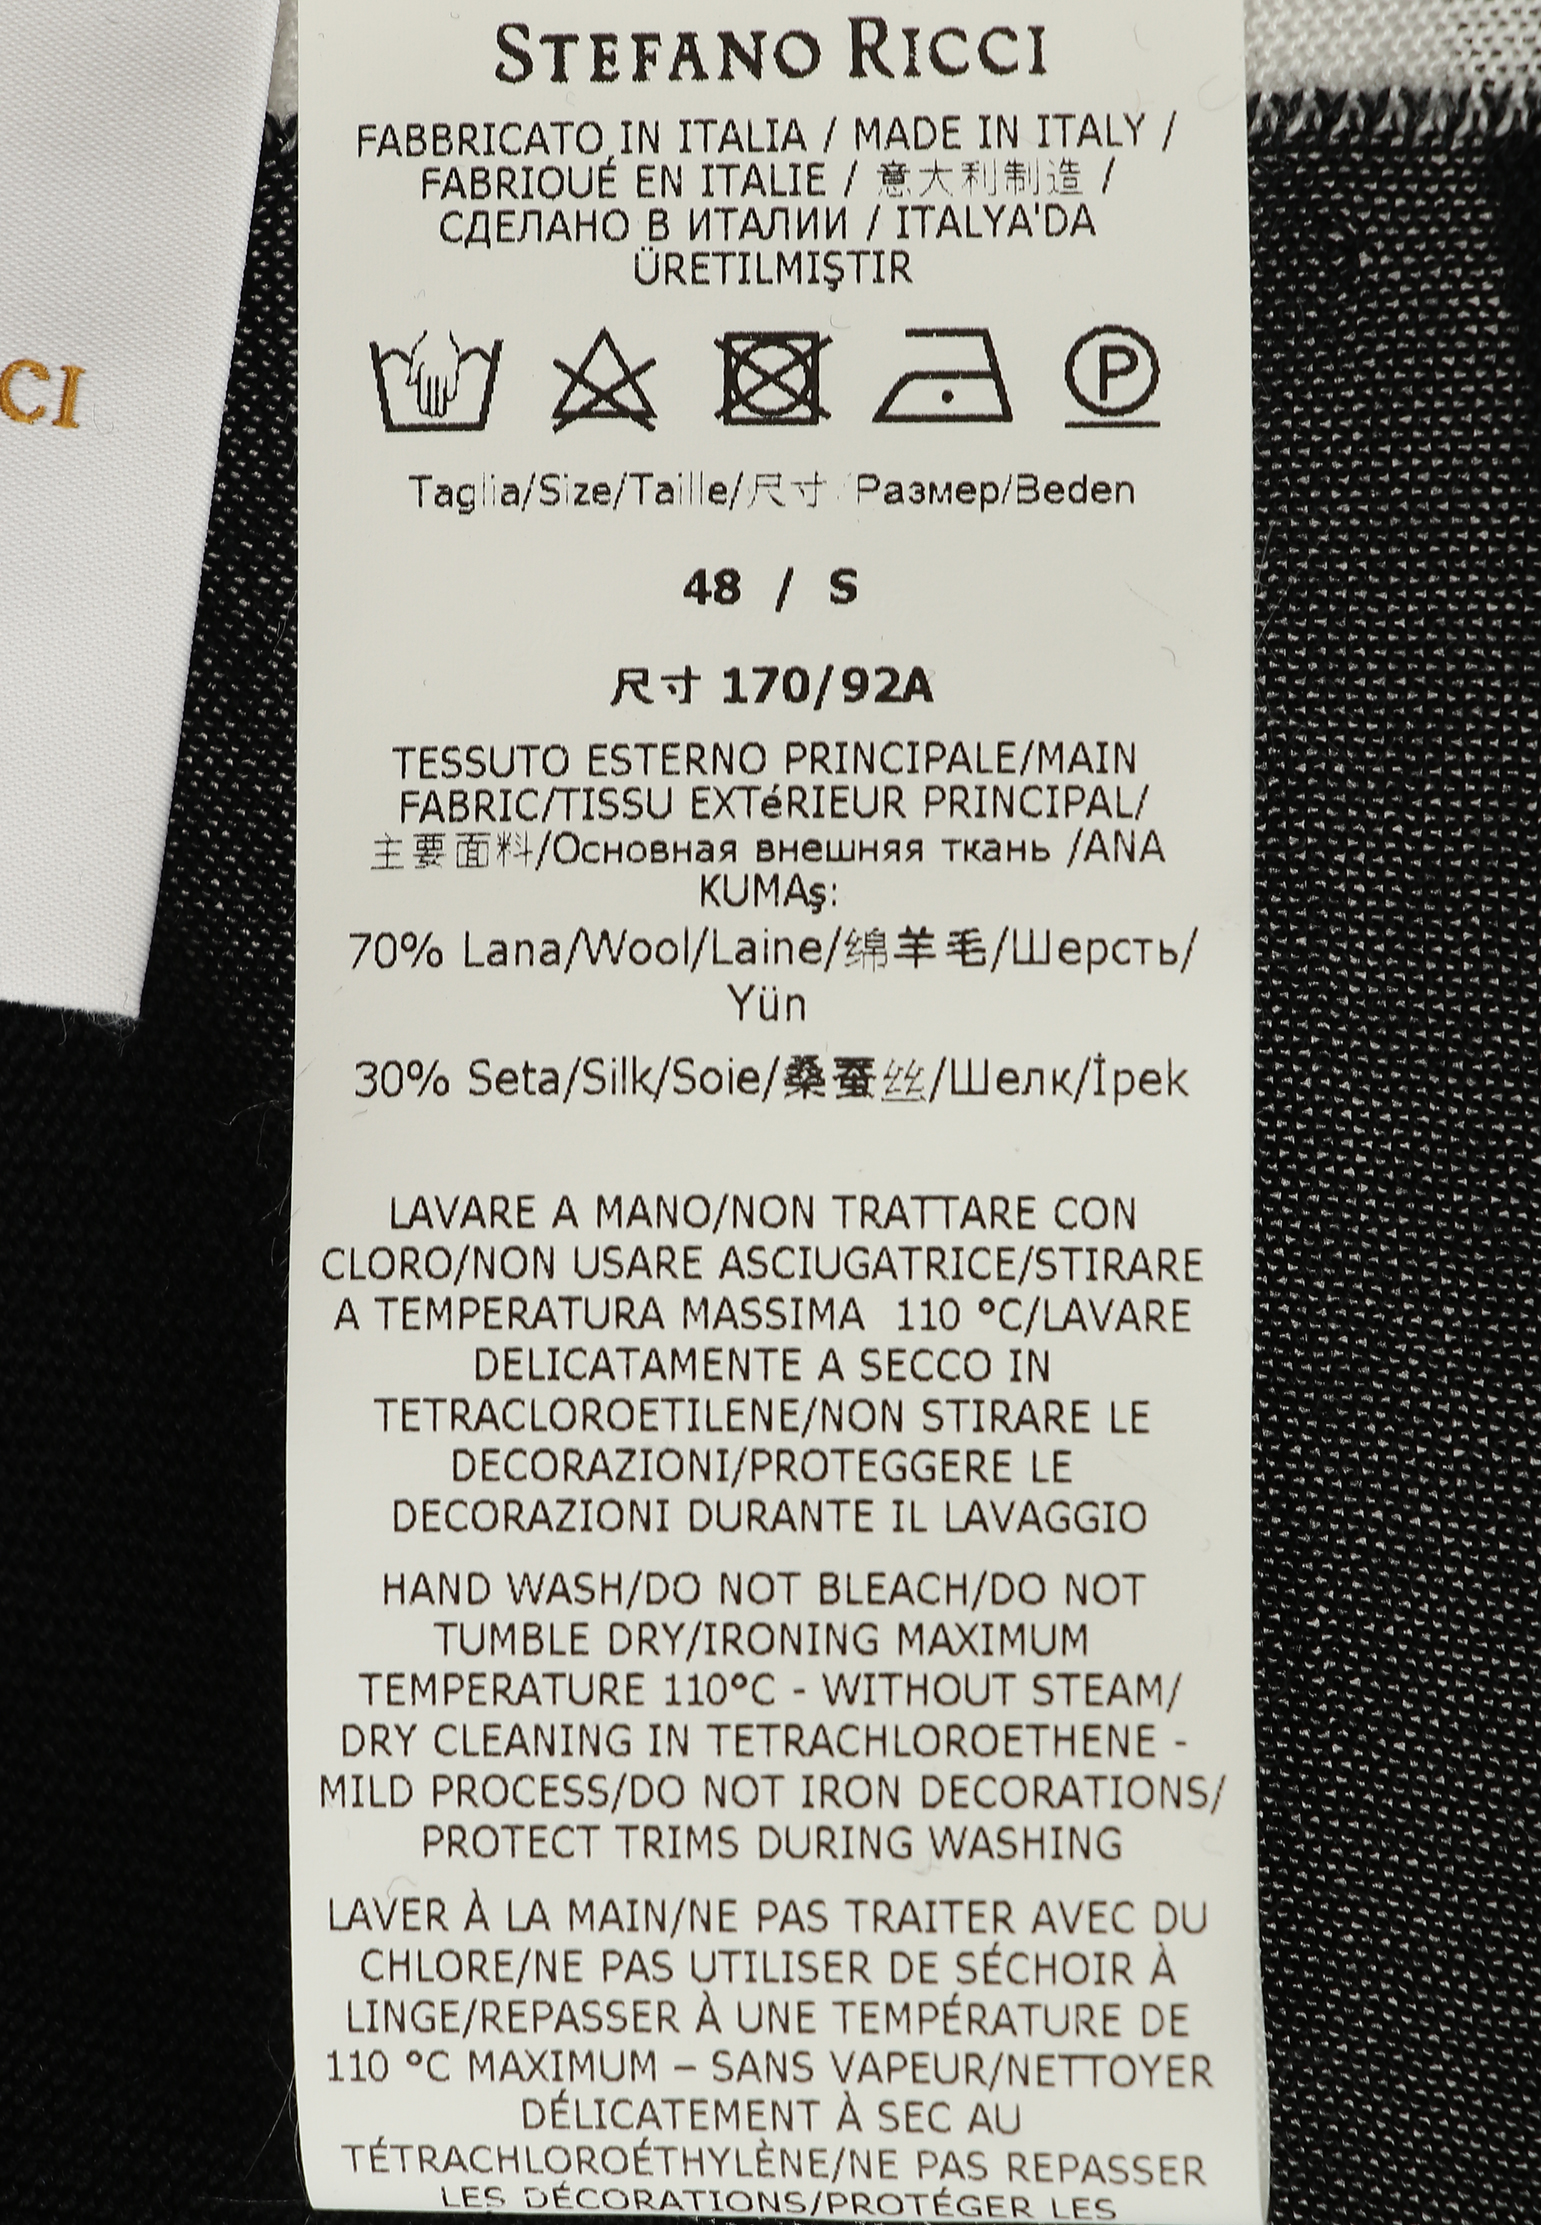 STEFANO RICCI
FABBRICATO IN ITALIA / MADE IN ITALY /
FABRIQUÉ EN ITALIE / 意大利制造 /
СДЕЛАНО В ИТАЛИИ / ITALYA'DA
ÜRETILMIŞTIR
CI
P
Taglia/Size/Taille/尺寸/Размер/Beden
48 / S
尺寸 170/92A
TESSUTO ESTERNO PRINCIPALE/MAIN
FABRIC/TISSU EXTéRIEUR PRINCIPAL/
主要面料/Основная внешняя ткань /ANA
KUMAş:
70% Lana/Wool/Laine/绵羊毛/Шерсть/
Yün
30% Seta/Silk/Soie/桑蚕丝/Шелк/İpek
LAVARE A MANO/NON TRATTARE CON
CLORO/NON USARE ASCIUGATRICE/STIRARE
A TEMPERATURA MASSIMA 110 °C/LAVARE
DELICATAMENTE A SECCO IN
TETRACLOROETILENE/NON STIRARE LE
DECORAZIONI/PROTEGGERE LE
DECORAZIONI DURANTE IL LAVAGGIO
HAND WASH/DO NOT BLEACH/DO NOT
TUMBLE DRY/IRONING MAXIMUM
TEMPERATURE 110°C - WITHOUT STEAM/
DRY CLEANING IN TETRACHLOROETHENE -
MILD PROCESS/DO NOT IRON DECORATIONS/
PROTECT TRIMS DURING WASHING
LAVER À LA MAIN/NE PAS TRAITER AVEC DU
CHLORE/NE PAS UTILISER DE SÉCHOIR À
LINGE/REPASSER À UNE TEMPÉRATURE DE
110 °C MAXIMUM – SANS VAPEUR/NETTOYER
DÉLICATEMENT À SEC AU
TÉTRACHLOROÉTHYLÈNE/NE PAS REPASSER
LES DÉCORATIONS/PROTÉGER LES